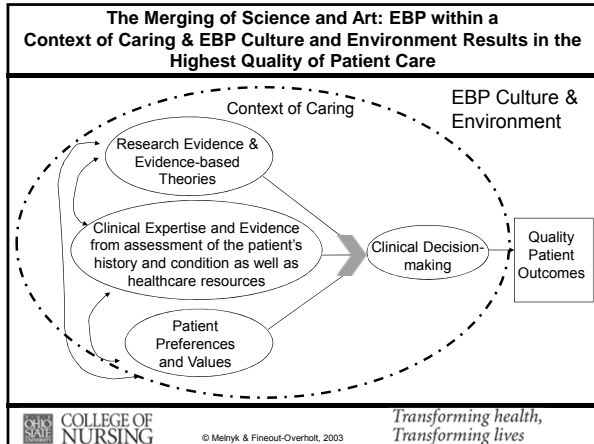 The Merging of Science and Art: EBP within a
Context of Caring & EBP Culture and Environment Results in the
Highest Quality of Patient Care
Context of Caring
EBP Culture &
Environment
Research Evidence &
Evidence-based
Theories
Clinical Expertise and Evidence
from assessment of the patient's
history and condition as well as
healthcare resources
Patient
Preferences
and Values
Clinical Decision-
making
Quality
Patient
Outcomes
OHIO
STATE
UNIVERSITY
COLLEGE OF
NURSING
© Melnyk & Fineout-Overholt, 2003
Transforming health,
Transforming lives